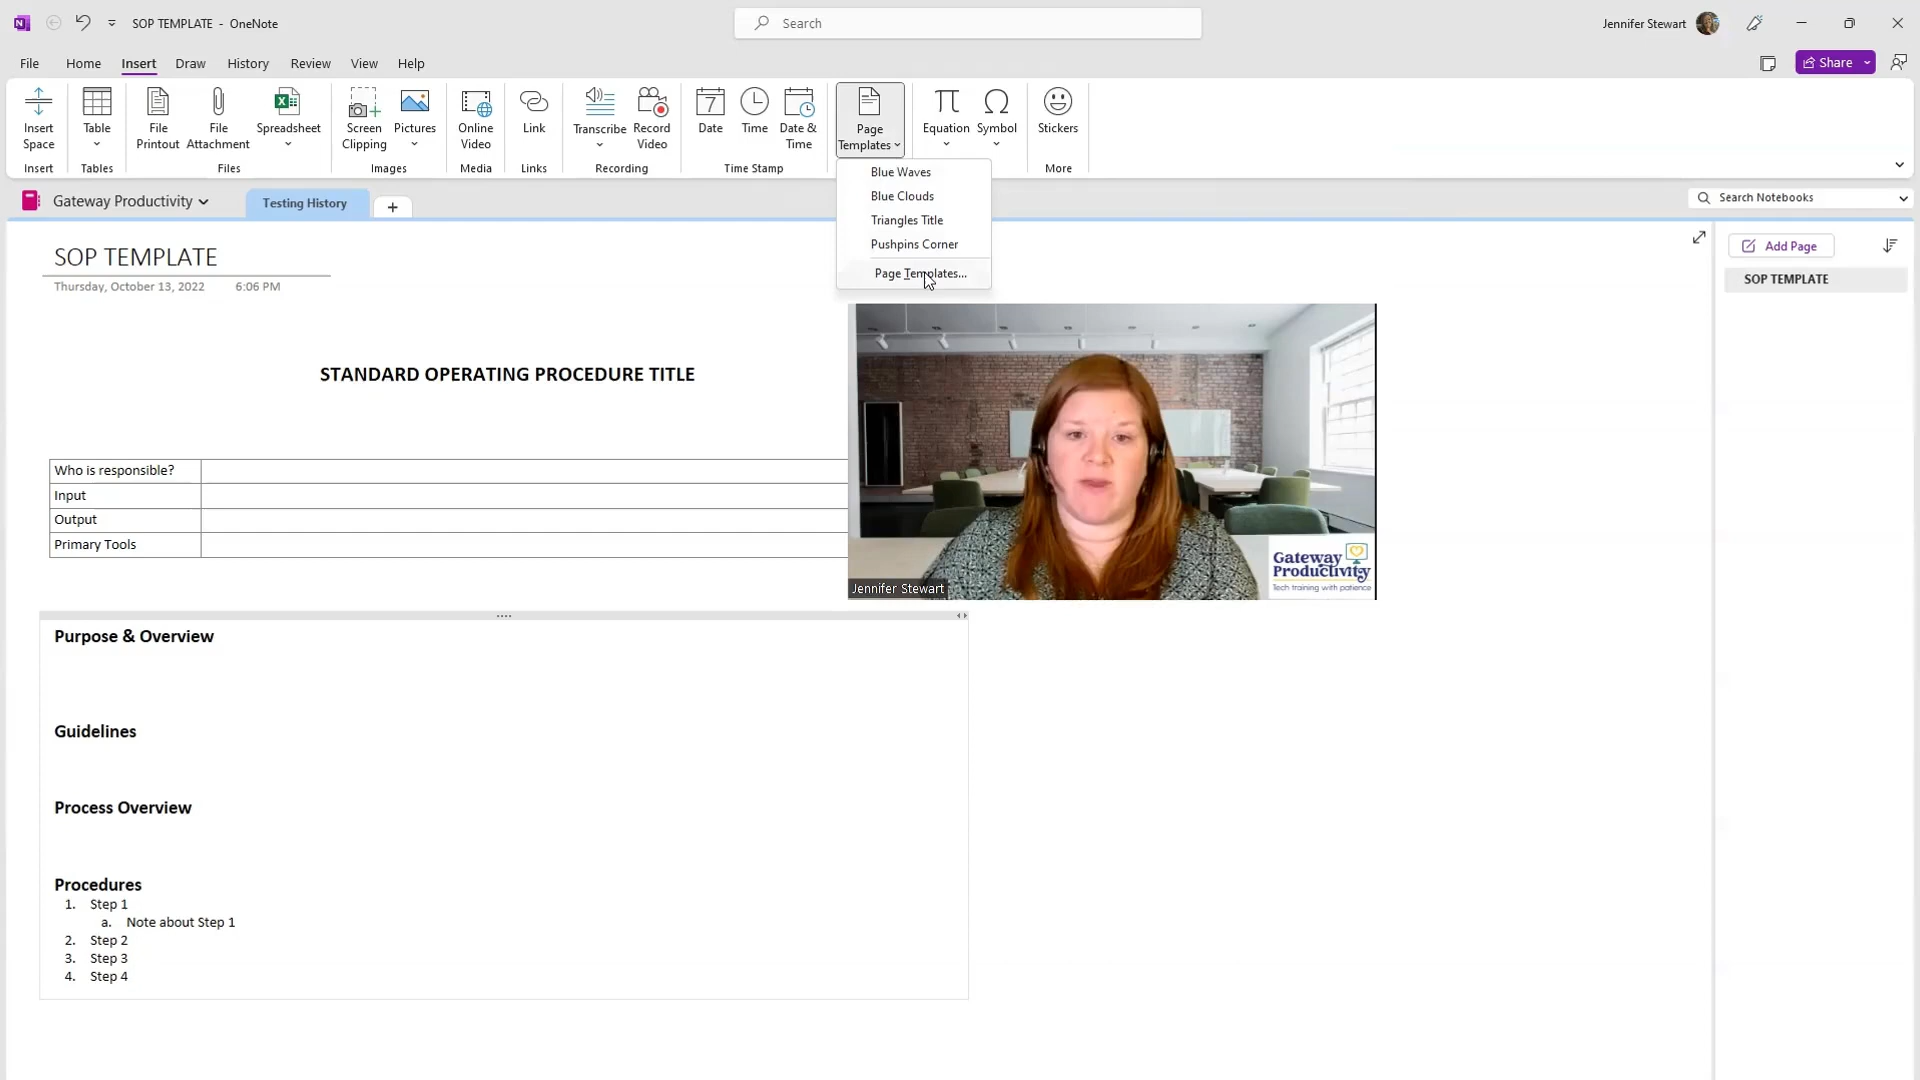 SOP TEMPLATE - OneNote
Search
Jennifer Stewart
File Home Insert Draw History Review View Help
Share
Insert Space
Table
File Printout
File Attachment
Spreadsheet
Screen Clipping
Pictures
Online Video
Link
Transcribe
Record Video
Date
Time
Date & Time
Page Templates
Equation
Symbol
Stickers
Insert
Tables
Files
Images
Media
Links
Recording
Time Stamp
More
Blue Waves
Blue Clouds
Triangles Title
Pushpins Corner
Page Templates...
Gateway Productivity
Testing History
Search Notebooks
Add Page
SOP TEMPLATE
SOP TEMPLATE
Thursday, October 13, 2022 6:06 PM
STANDARD OPERATING PROCEDURE TITLE
Who is responsible?
Input
Output
Primary Tools
Gateway
Productivity
Tech training with patience
Jennifer Stewart
Purpose & Overview
Guidelines
Process Overview
Procedures
1. Step 1
a. Note about Step 1
2. Step 2
3. Step 3
4. Step 4